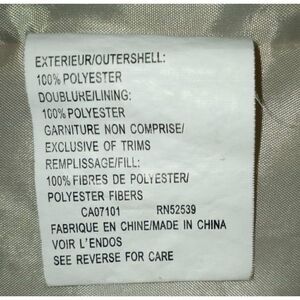 EXTERIEUR/OUTERSHELL:
100% POLYESTER
DOUBLURE/LINING:
100% POLYESTER
GARNITURE NON COMPRISE/
EXCLUSIVE OF TRIMS
REMPLISSAGE/FILL:
100% FIBRES DE POLYESTER/
POLYESTER FIBERS
CA07101 RN52539
FABRIQUE EN CHINE/MADE IN CHINA
VOIR L'ENDOS
SEE REVERSE FOR CARE